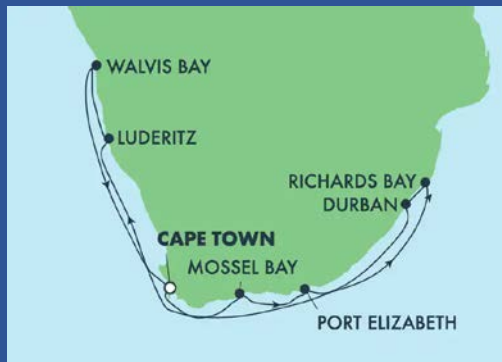 WALVIS BAY
LUDERITZ
RICHARDS BAY
DURBAN
CAPE TOWN
MOSSEL BAY
PORT ELIZABETH